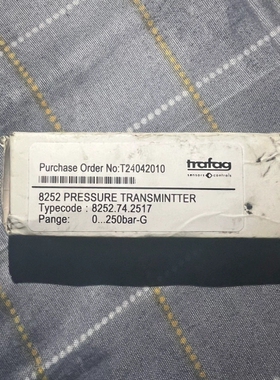 Purchase Order No:T24042010
trafag
sensors controls
8252 PRESSURE TRANSMINTTER
Typecode : 8252.74.2517
Pange: 0...250bar-G